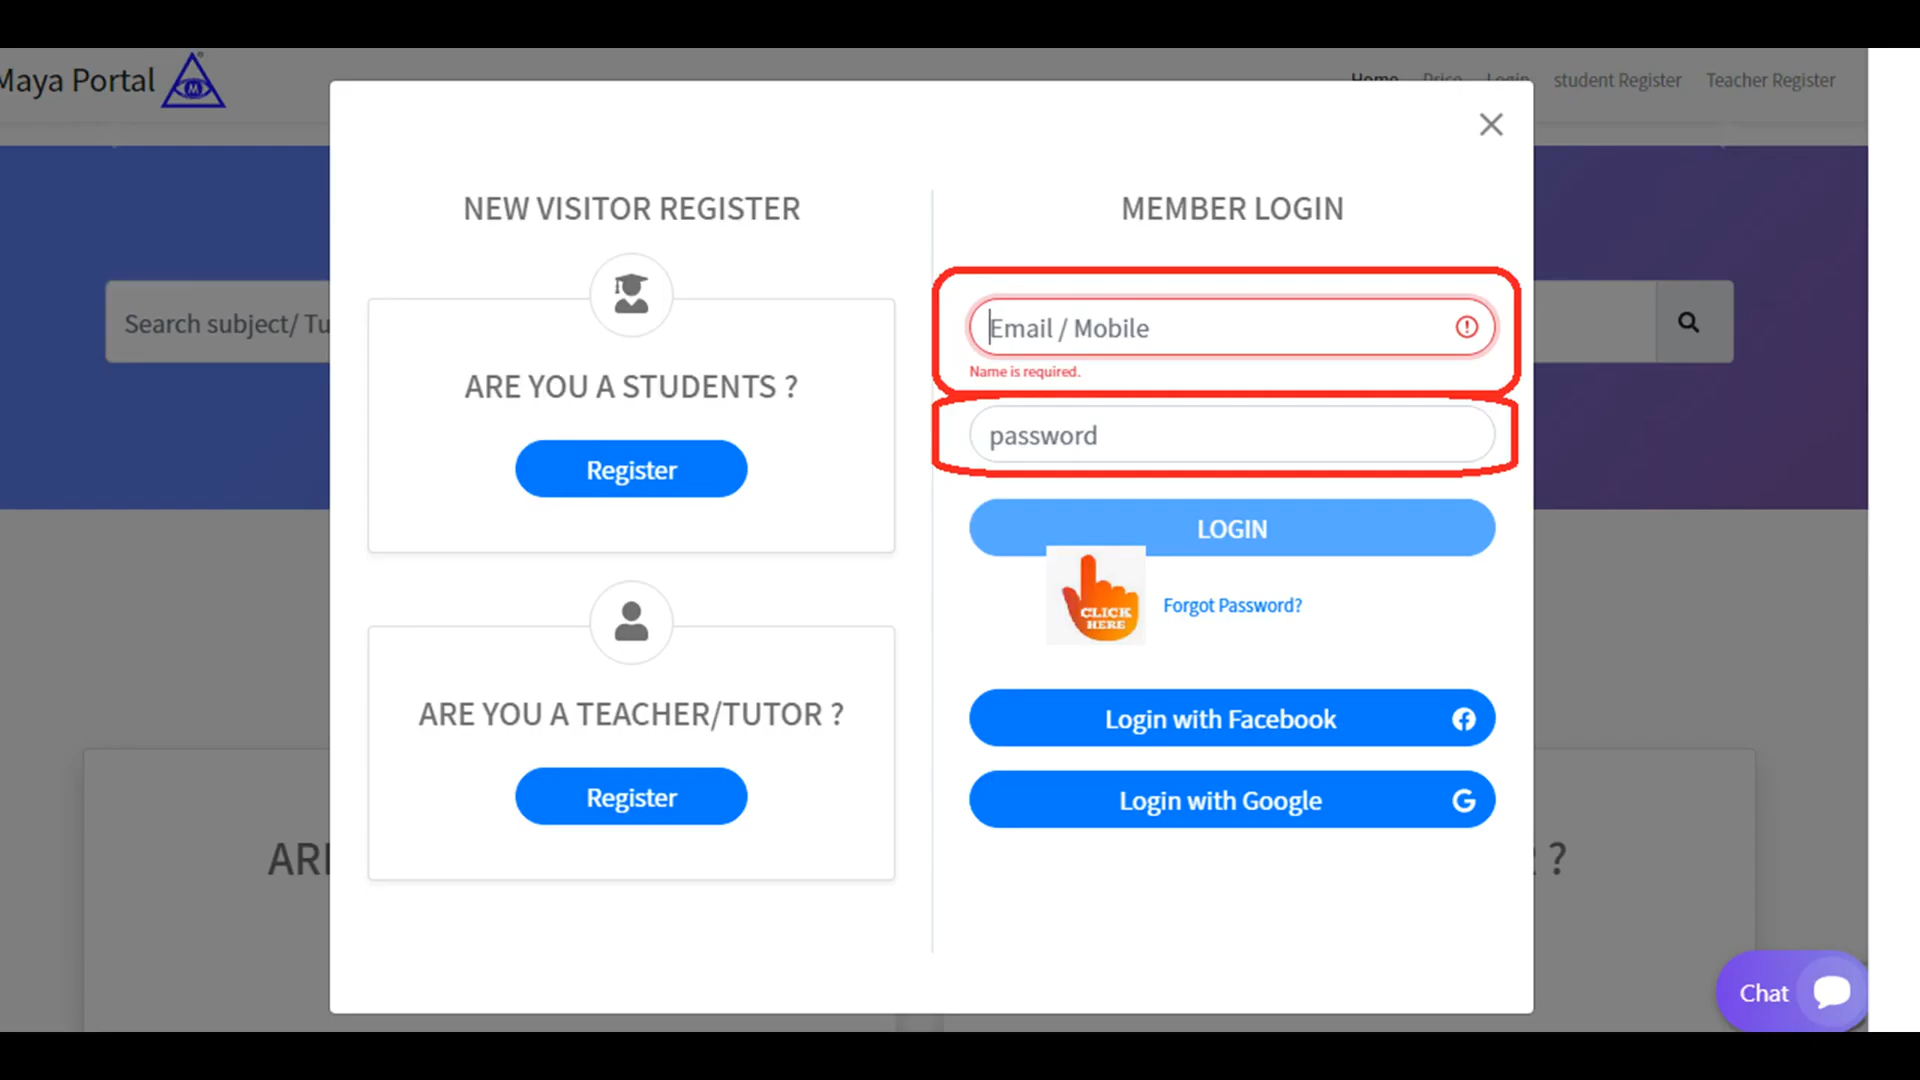 Maya Portal
M
Home Price Login student Register Teacher Register
NEW VISITOR REGISTER
MEMBER LOGIN
Search subject/ Tu
Email / Mobile
Name is required.
ARE YOU A STUDENTS ?
password
Register
LOGIN
CLICK
HERE
Forgot Password?
ARE YOU A TEACHER/TUTOR ?
Login with Facebook
Register
Login with Google
ARE
?
Chat